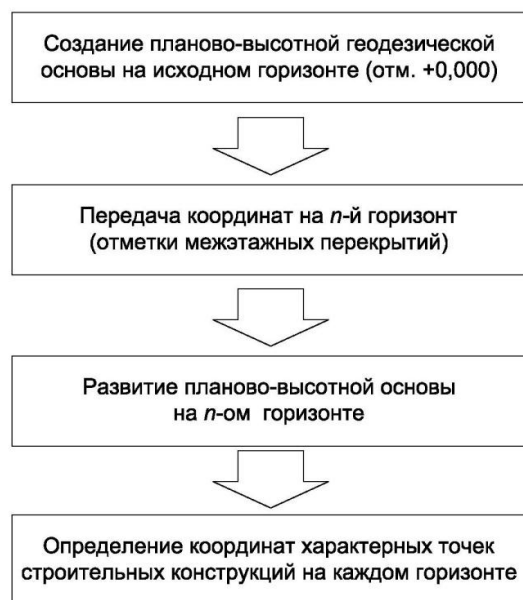 Создание планово-высотной геодезической
основы на исходном горизонте (отм. +0,000)
Передача координат на n-й горизонт
(отметки межэтажных перекрытий)
Развитие планово-высотной основы
на n-ом горизонте
Определение координат характерных точек
строительных конструкций на каждом горизонте